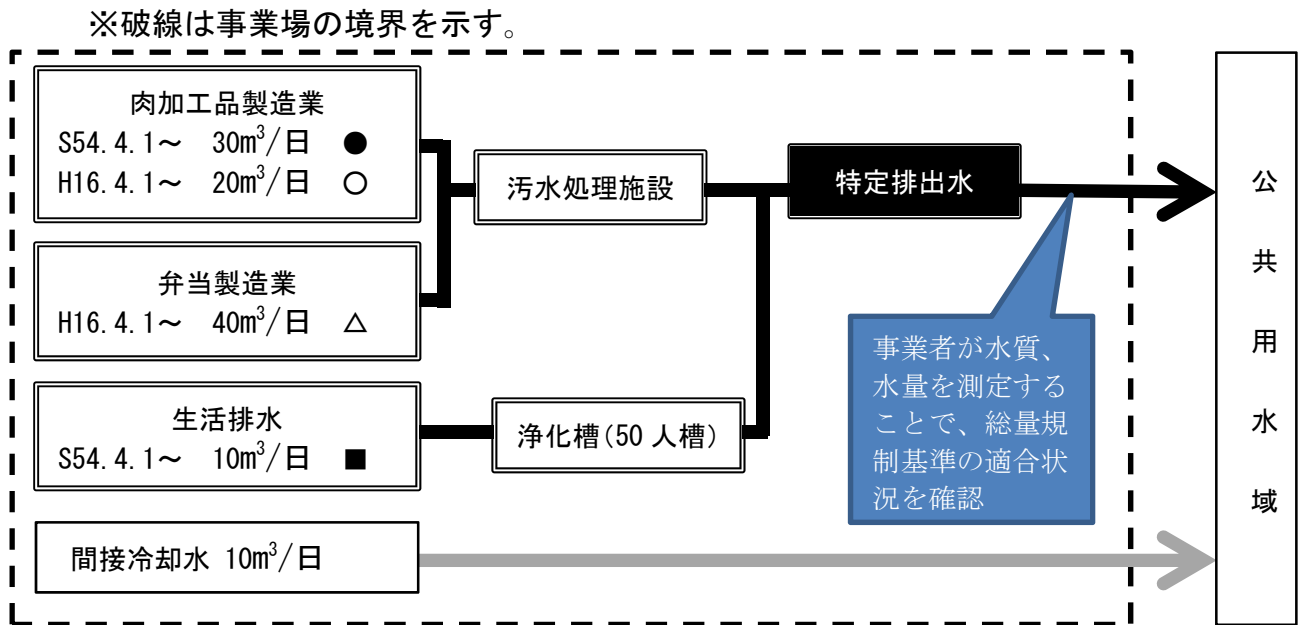 ※破線は事業場の境界を示す。
肉加工品製造業
S54.4.1～ 30m³/日 ●
H16.4.1～ 20m³/日 ○
弁当製造業
H16.4.1～ 40m³/日 △
生活排水
S54.4.1～ 10m³/日 ■
間接冷却水 10m³/日
汚水処理施設
浄化槽(50人槽)
特定排出水
事業者が水質、
水量を測定する
ことで、総量規
制基準の適合状
況を確認
公共用水域